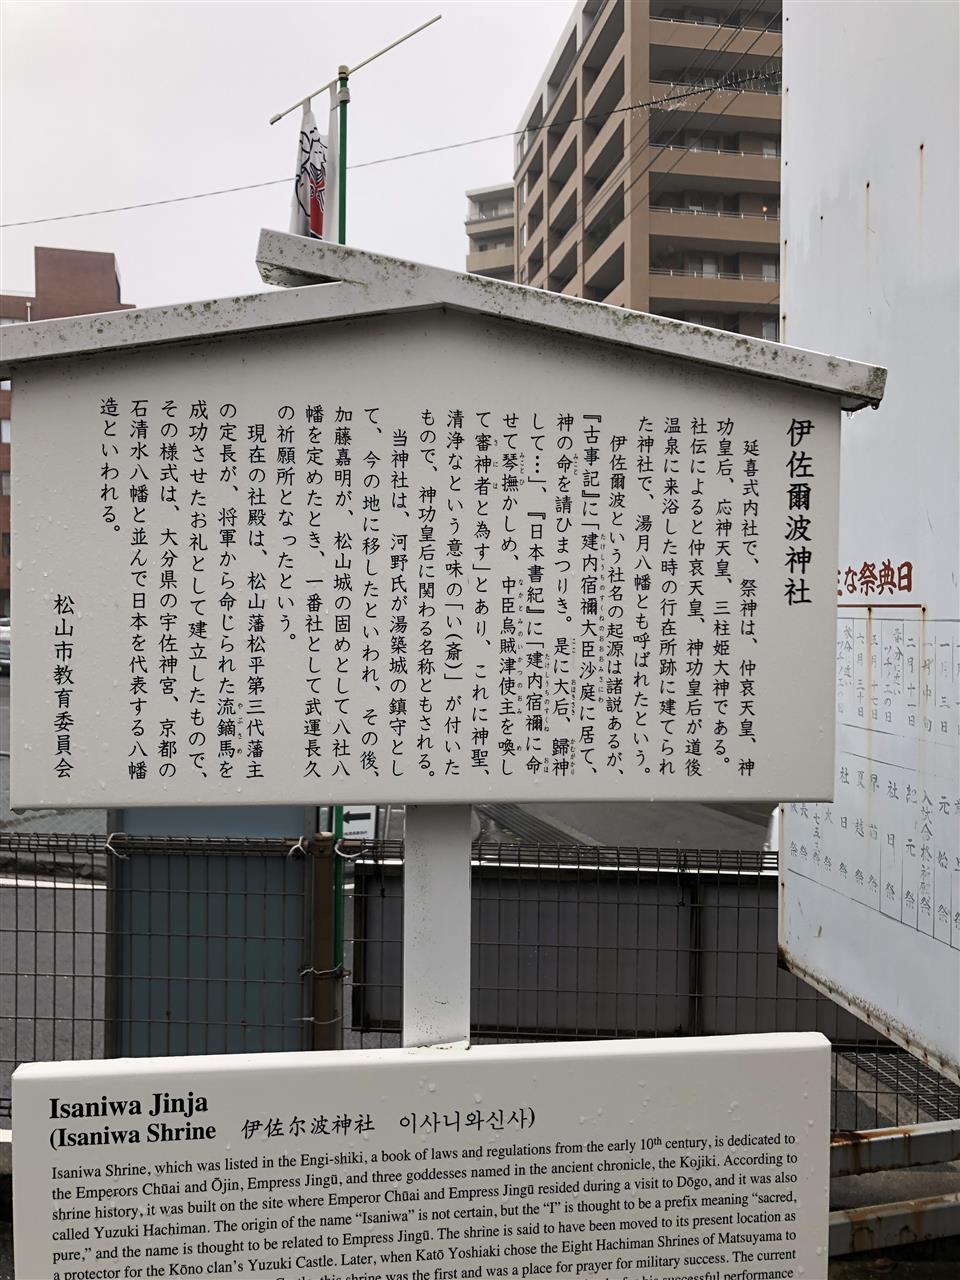 伊佐爾波神社
延喜式内社で、祭神は、仲哀天皇、神
功皇后、応神天皇、三柱姫大神である。
社伝によると仲哀天皇、神功皇后が道後
温泉に来浴した時の行在所跡に建てられ
た神社で、湯月八幡とも呼ばれたという。
伊佐爾波という社名の起源は諸説あるが、
『古事記』に「建内宿禰大臣沙庭に居て、
神の命を請ひまつりき。是に大后、歸神
して…」、『日本書紀』に「建内宿禰に命
せて琴撫かしめ、中臣烏賊津使主を喚し
て審神者と為す」とあり、これに神聖、
清浄なという意味の「い(斎)」が付いた
もので、神功皇后に関わる名称ともされる。
当神社は、河野氏が湯築城の鎮守とし
て、今の地に移したといわれ、その後、
加藤嘉明が、松山城の固めとして八社八
幡を定めたとき、一番社として武運長久
の祈願所となったという。
現在の社殿は、松山藩松平第三代藩主
の定長が、将軍から命じられた流鏑馬を
成功させたお礼として建立したもので、
その様式は、大分県の宇佐神宮、京都の
石清水八幡と並んで日本を代表する八幡
造といわれる。
松山市教育委員会
Isaniwa Jinja
(Isaniwa Shrine 伊佐尔波神社 이사니와신사)
Isaniwa Shrine, which was listed in the Engi-shiki, a book of laws and regulations from the early 10th century, is dedicated to
the Emperors Chūai and Ōjin, Empress Jingū, and three goddesses named in the ancient chronicle, the Kojiki. According to
shrine history, it was built on the site where Emperor Chūai and Empress Jingū resided during a visit to Dōgo, and it was also
called Yuzuki Hachiman. The origin of the name "Isaniwa" is not certain, but the "I" is thought to be a prefix meaning "sacred,
pure," and the name is thought to be related to Empress Jingū. The shrine is said to have been moved to its present location as
a protector for the Kōno clan's Yuzuki Castle. Later, when Katō Yoshiaki chose the Eight Hachiman Shrines of Matsuyama to
this shrine was the first and was a place for prayer for military success. The current
successful performance
な祭典日